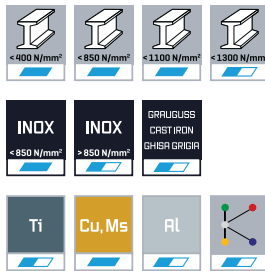 <400 N/mm²
<850 N/mm²
<1100 N/mm²
<1300 N/mm²
INOX
<850 N/mm²
INOX
>850 N/mm²
GRAUGUSS
CAST IRON
GHISA GRIGIA
Ti
Cu, Ms
Al